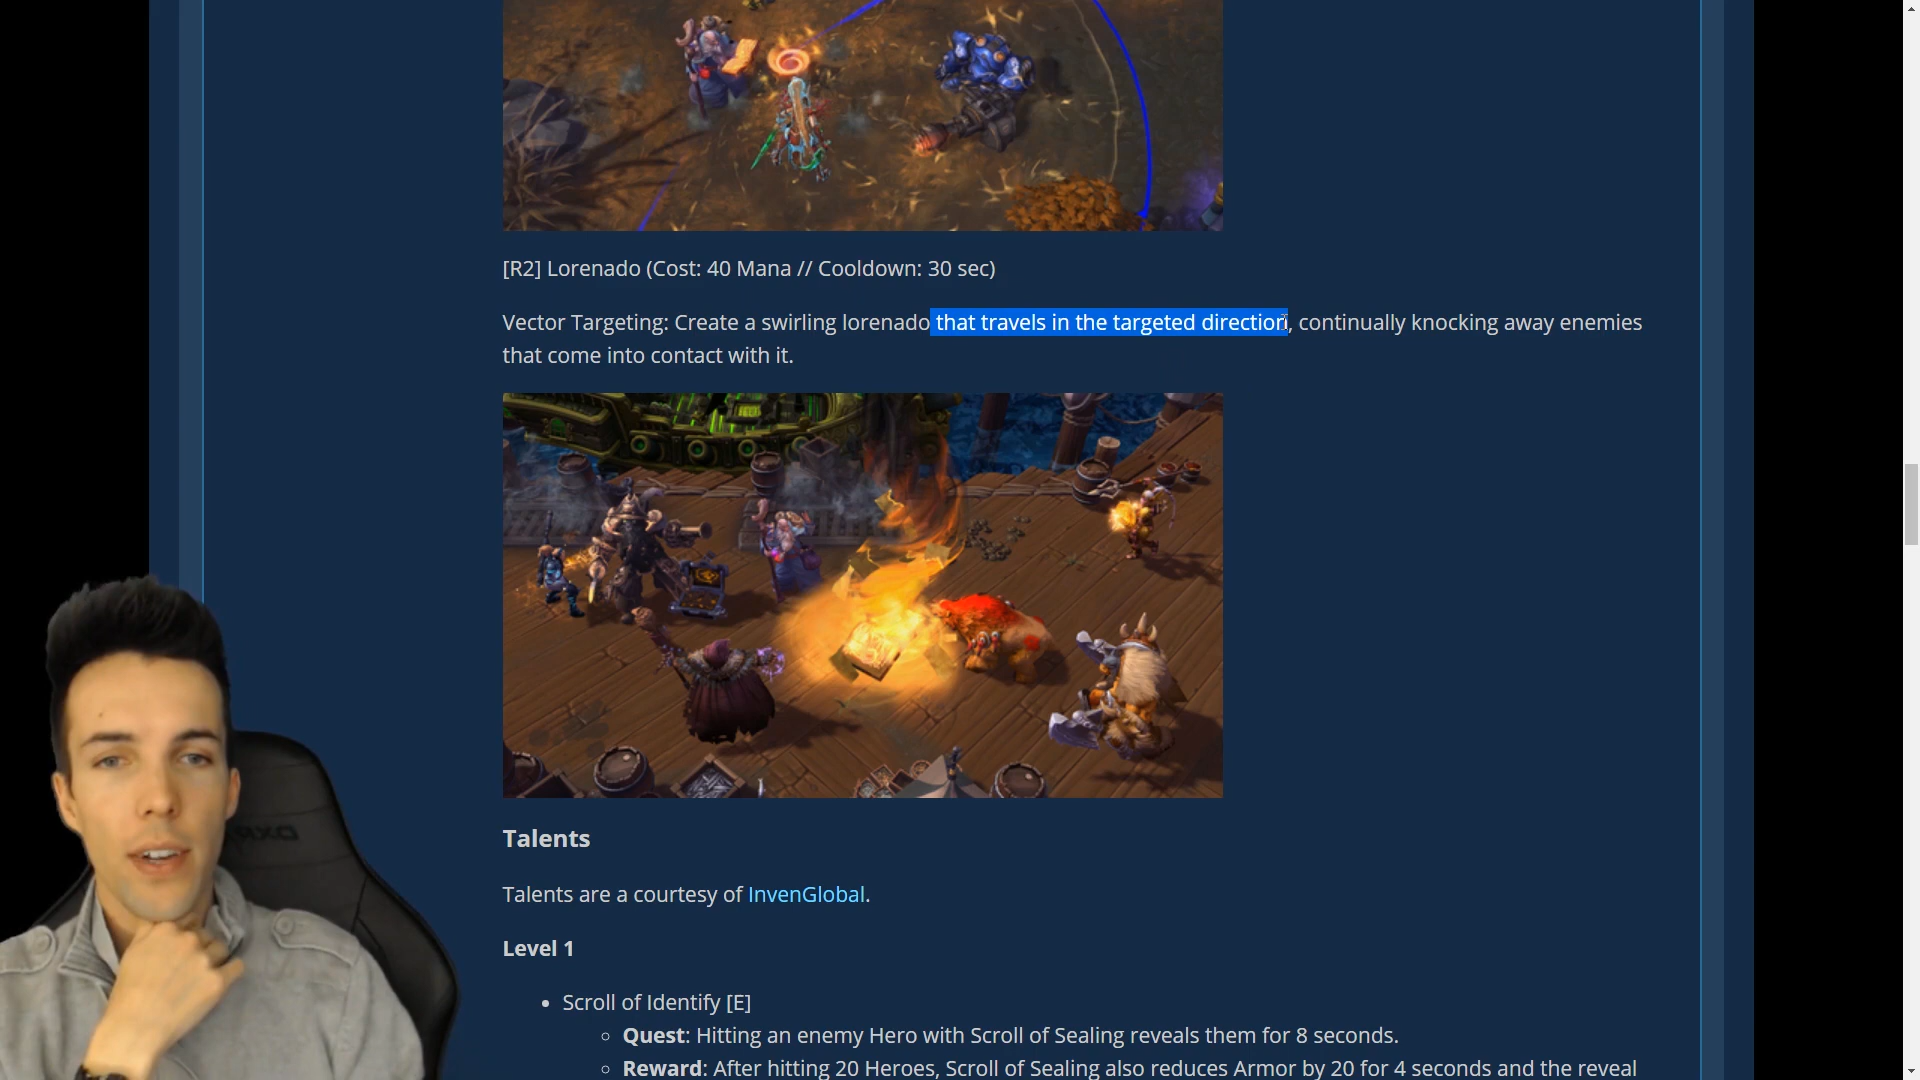 [R2] Lorenado (Cost: 40 Mana // Cooldown: 30 sec)
Vector Targeting: Create a swirling lorenado that travels in the targeted direction, continually knocking away enemies
that come into contact with it.
Talents
Talents are a courtesy of InvenGlobal.
Level 1
• Scroll of Identify [E]
○ Quest: Hitting an enemy Hero with Scroll of Sealing reveals them for 8 seconds.
○ Reward: After hitting 20 Heroes, Scroll of Sealing also reduces Armor by 20 for 4 seconds and the reveal